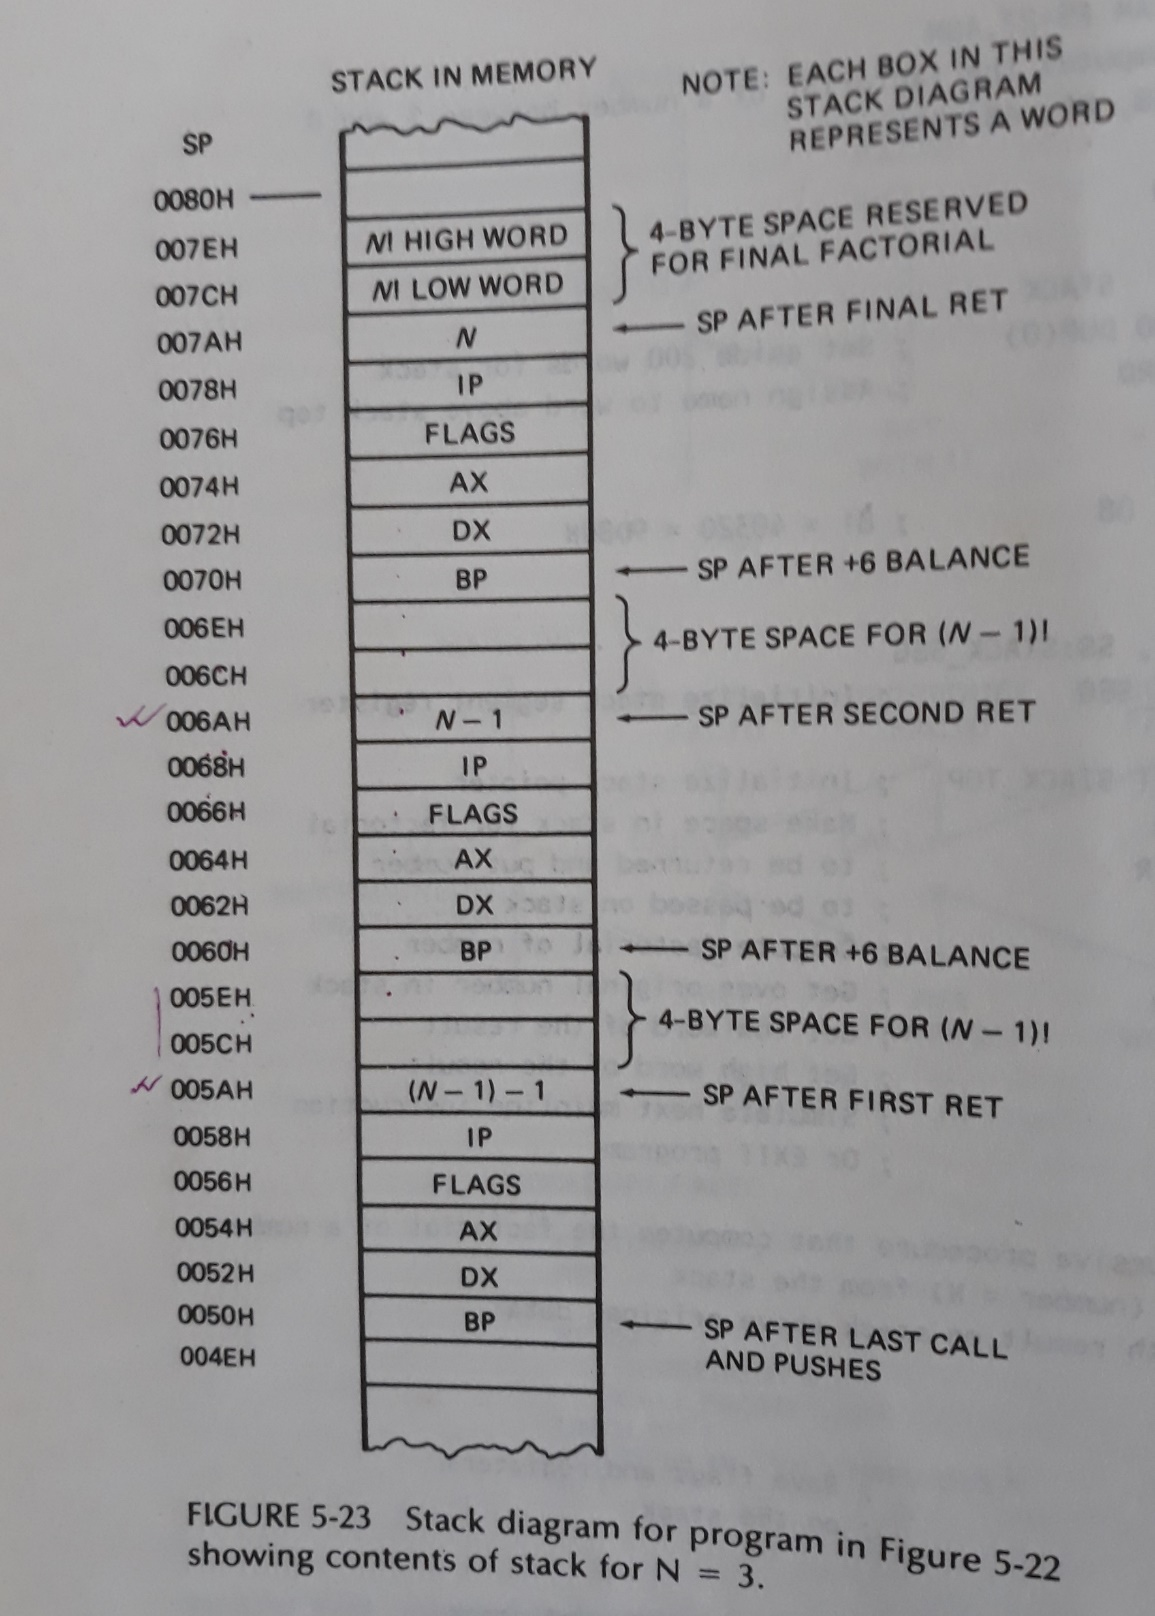 STACK IN MEMORY
NOTE: EACH BOX IN THIS
STACK DIAGRAM
REPRESENTS A WORD
SP
0080H
007EH N! HIGH WORD
007CH N! LOW WORD
4-BYTE SPACE RESERVED
FOR FINAL FACTORIAL
007AH N SP AFTER FINAL RET
0078H IP
0076H FLAGS
0074H AX
0072H DX
0070H BP SP AFTER +6 BALANCE
006EH
006CH
4-BYTE SPACE FOR (N – 1)!
006AH N – 1 SP AFTER SECOND RET
0068H IP
0066H FLAGS
0064H AX
0062H DX
0060H BP SP AFTER +6 BALANCE
005EH
005CH
4-BYTE SPACE FOR (N – 1)!
005AH (N – 1) – 1 SP AFTER FIRST RET
0058H IP
0056H FLAGS
0054H AX
0052H DX
0050H BP SP AFTER LAST CALL
AND PUSHES
004EH
FIGURE 5-23 Stack diagram for program in Figure 5-22
showing contents of stack for N = 3.